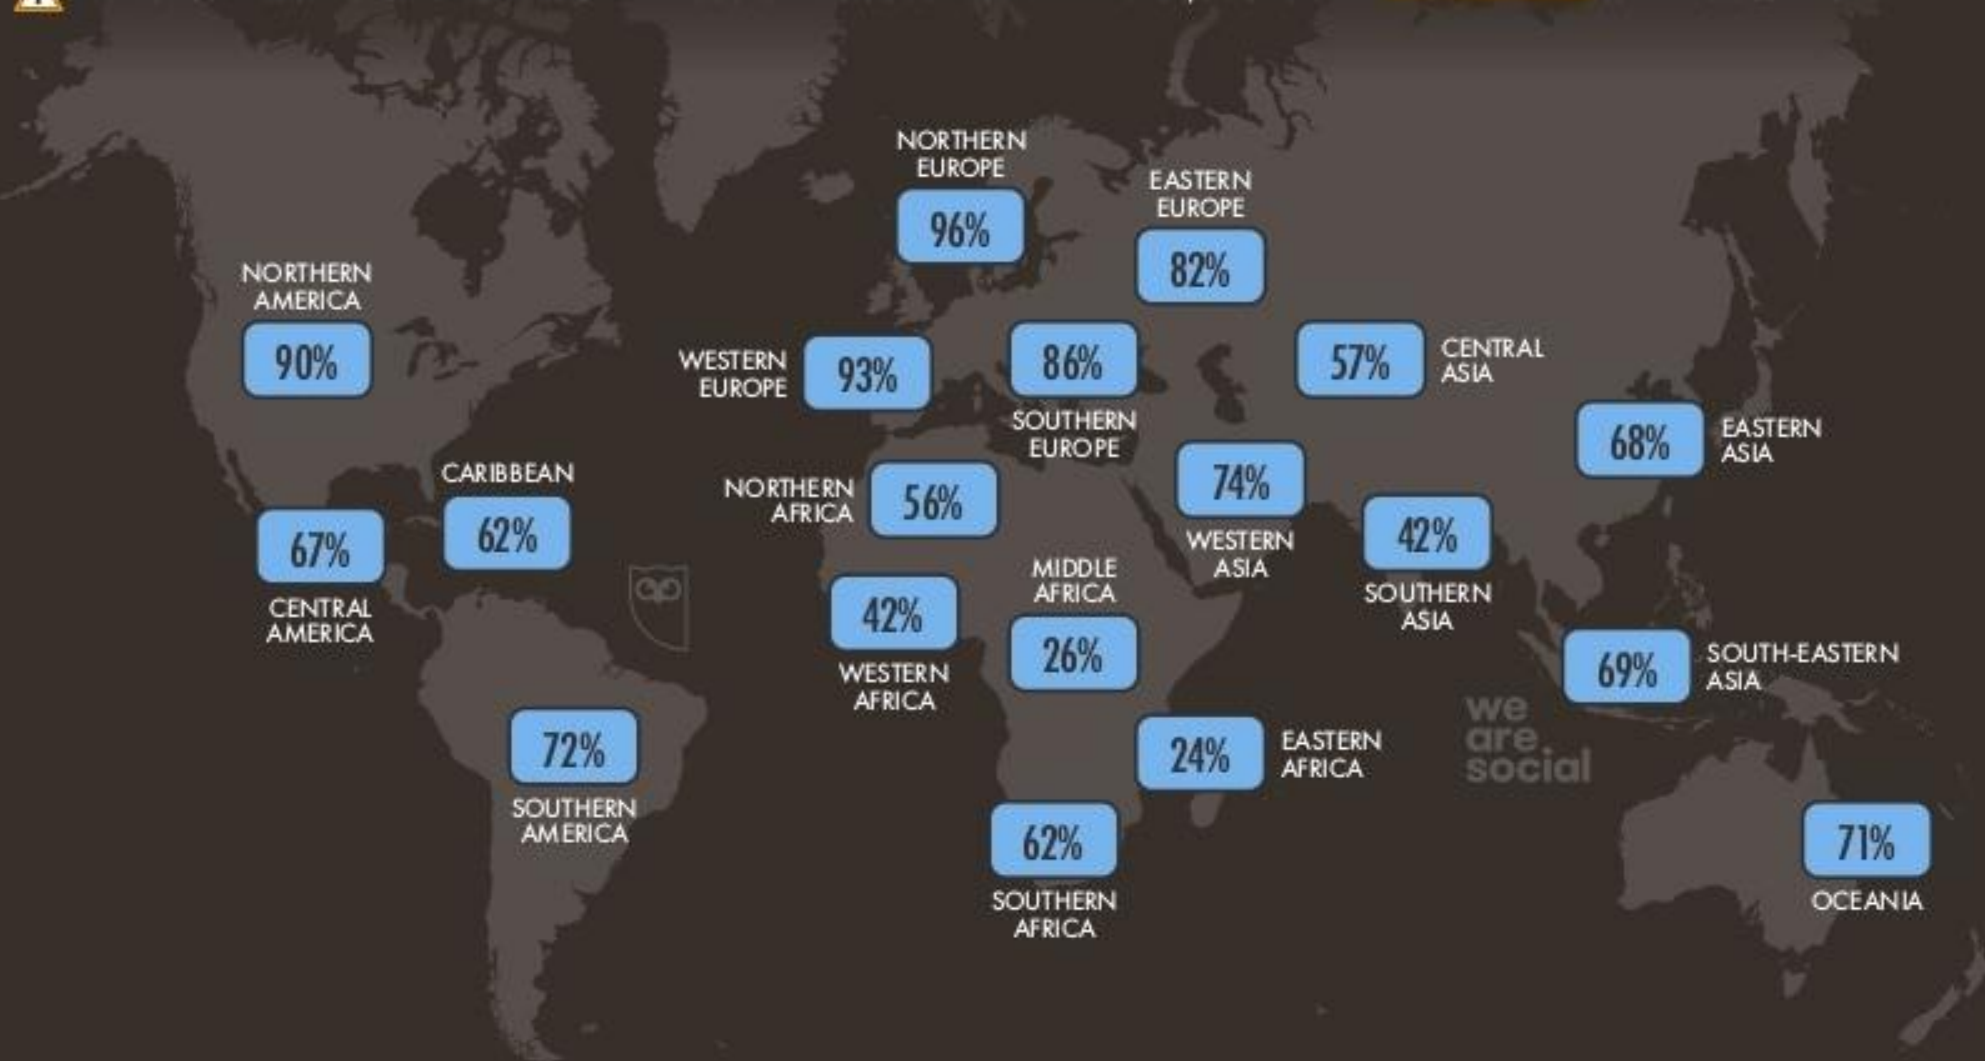 NORTHERN
EUROPE
96%
EASTERN
EUROPE
82%
NORTHERN
AMERICA
90%
WESTERN
EUROPE
93%
86%
SOUTHERN
EUROPE
57%
CENTRAL
ASIA
68%
EASTERN
ASIA
CARIBBEAN
62%
67%
CENTRAL
AMERICA
NORTHERN
AFRICA
56%
74%
WESTERN
ASIA
42%
SOUTHERN
ASIA
42%
WESTERN
AFRICA
MIDDLE
AFRICA
26%
69%
SOUTH-EASTERN
ASIA
we
are
social
72%
SOUTHERN
AMERICA
24%
EASTERN
AFRICA
62%
SOUTHERN
AFRICA
71%
OCEANIA